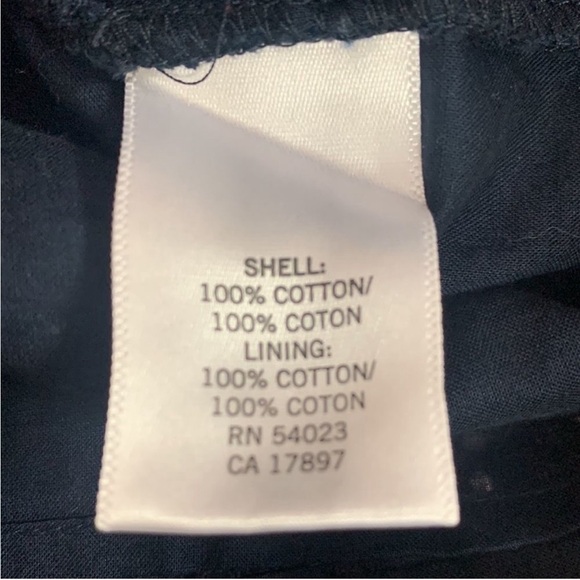 SHELL:
100% COTTON/
100% COTON
LINING:
100% COTTON/
100% COTON
RN 54023
CA 17897